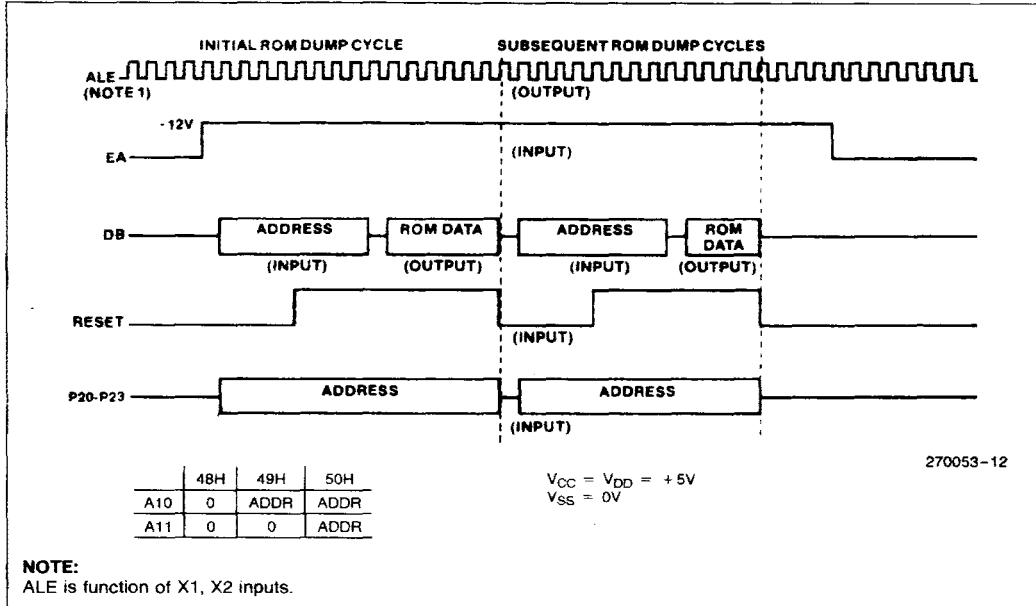 INITIAL ROM DUMP CYCLE SUBSEQUENT ROM DUMP CYCLES
ALE
(NOTE 1) (OUTPUT)
-12V
EA (INPUT)
DB ADDRESS ROM DATA ADDRESS ROM DATA
(INPUT) (OUTPUT) (INPUT) (OUTPUT)
RESET (INPUT)
P20-P23 ADDRESS ADDRESS
(INPUT)
270053-12
48H 49H 50H
A10 0 ADDR ADDR
A11 0 0 ADDR
VCC = VDD = +5V
VSS = 0V
NOTE:
ALE is function of X1, X2 inputs.